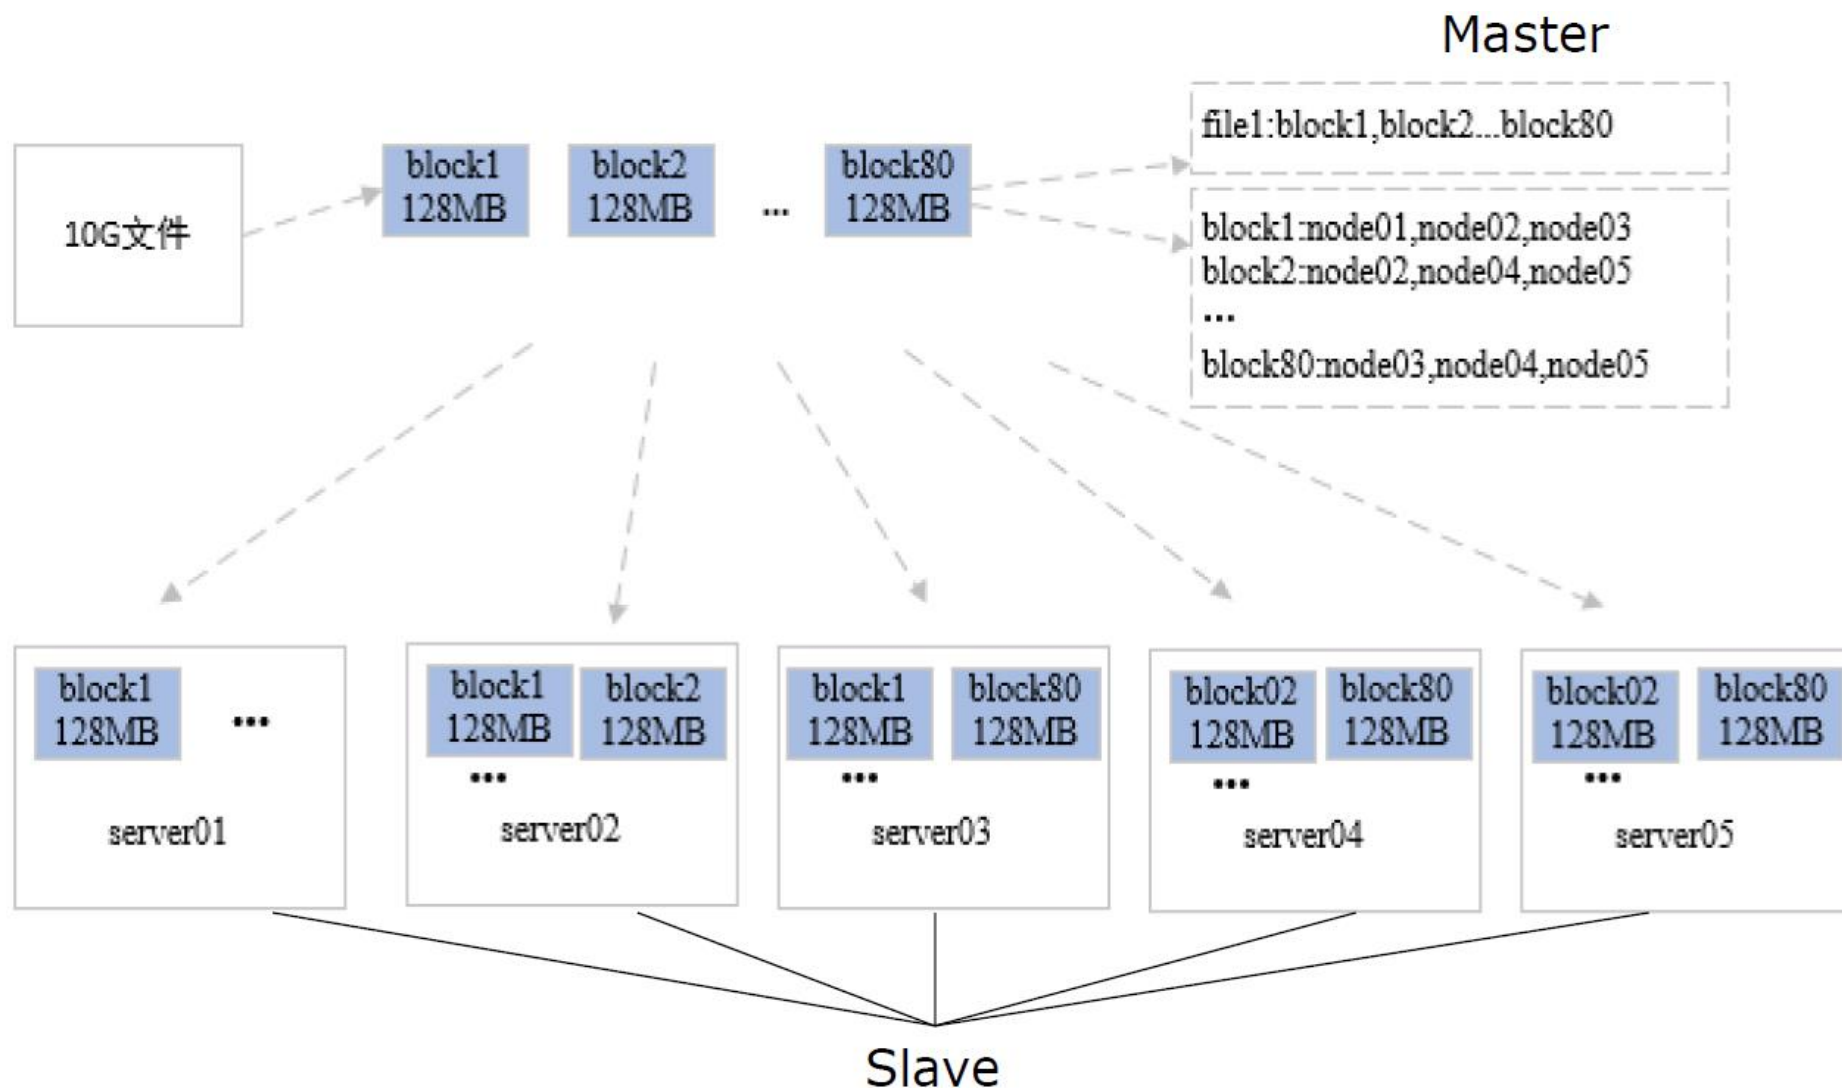 Master
file1:block1,block2...block80
10G文件
block1
128MB
block2
128MB
...
block80
128MB
block1:node01,node02,node03
block2:node02,node04,node05
...
block80:node03,node04,node05
block1
128MB
...
server01
block1
128MB
block2
128MB
...
server02
block1
128MB
block80
128MB
...
server03
block02
128MB
block80
128MB
...
server04
block02
128MB
block80
128MB
...
server05
Slave